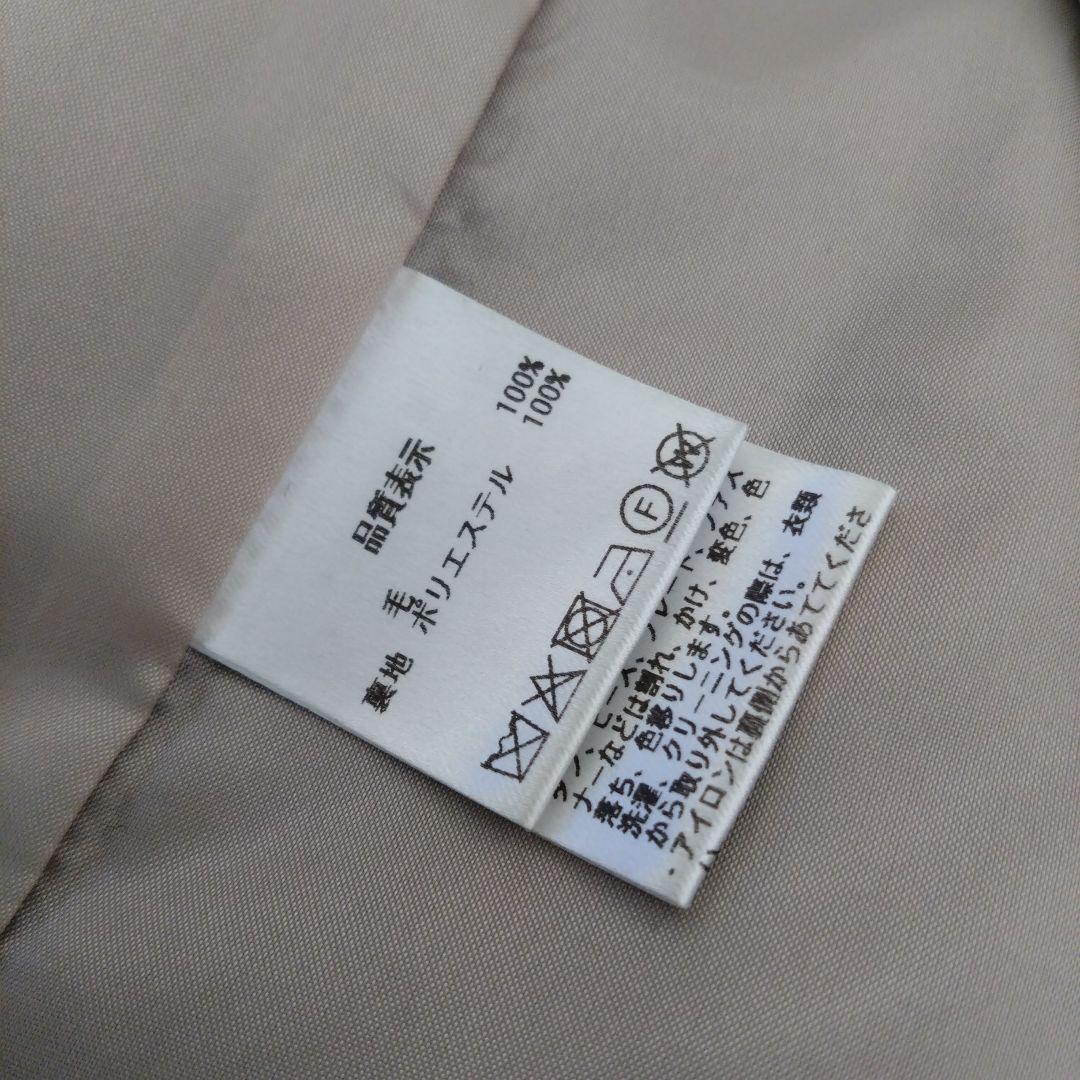 品質表示
毛 100%
裏地 ポリエステル 100%
F
W
ナーなどは割れ、かけ、変色、色
落ち、色移りします。
洗濯、クリーニングの際は、衣類
から取り外してください。
・アイロンは裏側からあててくださ
い